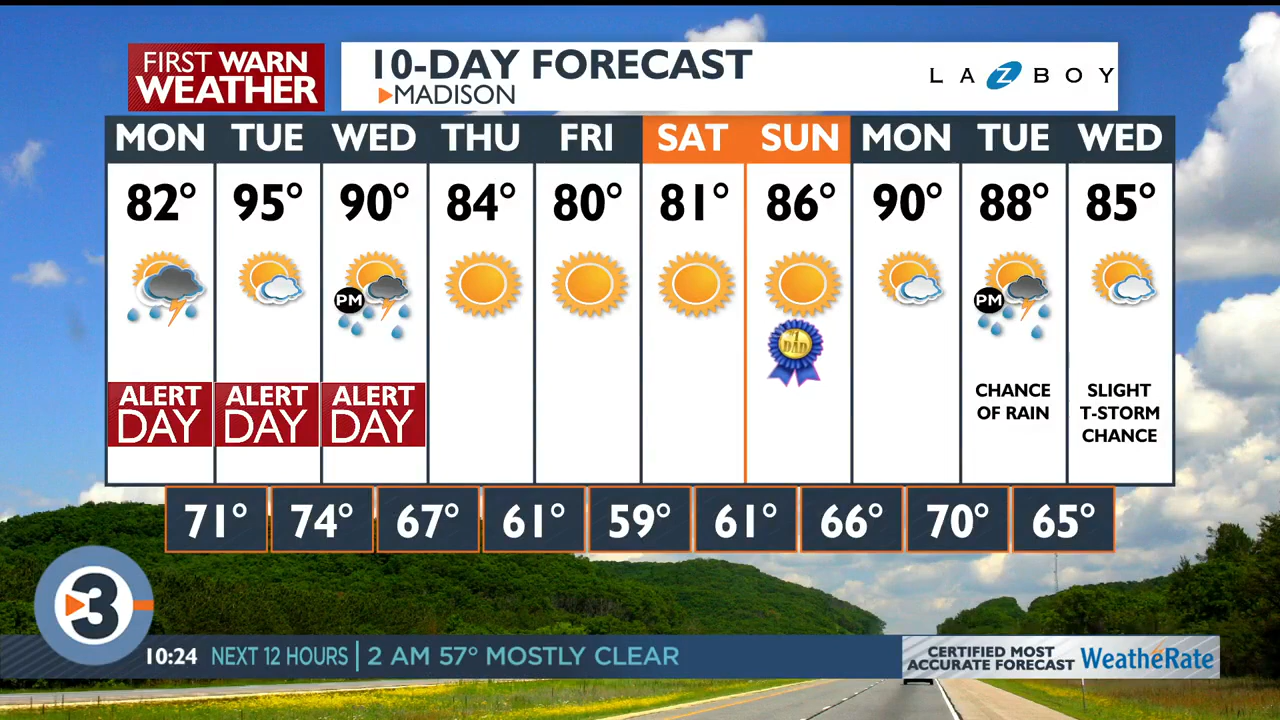 FIRST WARN
WEATHER
10-DAY FORECAST
MADISON
LA Z BOY
MON TUE WED THU FRI SAT SUN MON TUE WED
82° 95° 90° 84° 80° 81° 86° 90° 88° 85°
PM PM
#1
DAD
ALERT ALERT ALERT CHANCE SLIGHT
DAY DAY DAY OF RAIN T-STORM
CHANCE
71° 74° 67° 61° 59° 61° 66° 70° 65°
3
10:24 NEXT 12 HOURS 2 AM 57° MOSTLY CLEAR
CERTIFIED MOST
ACCURATE FORECAST WeatheRate